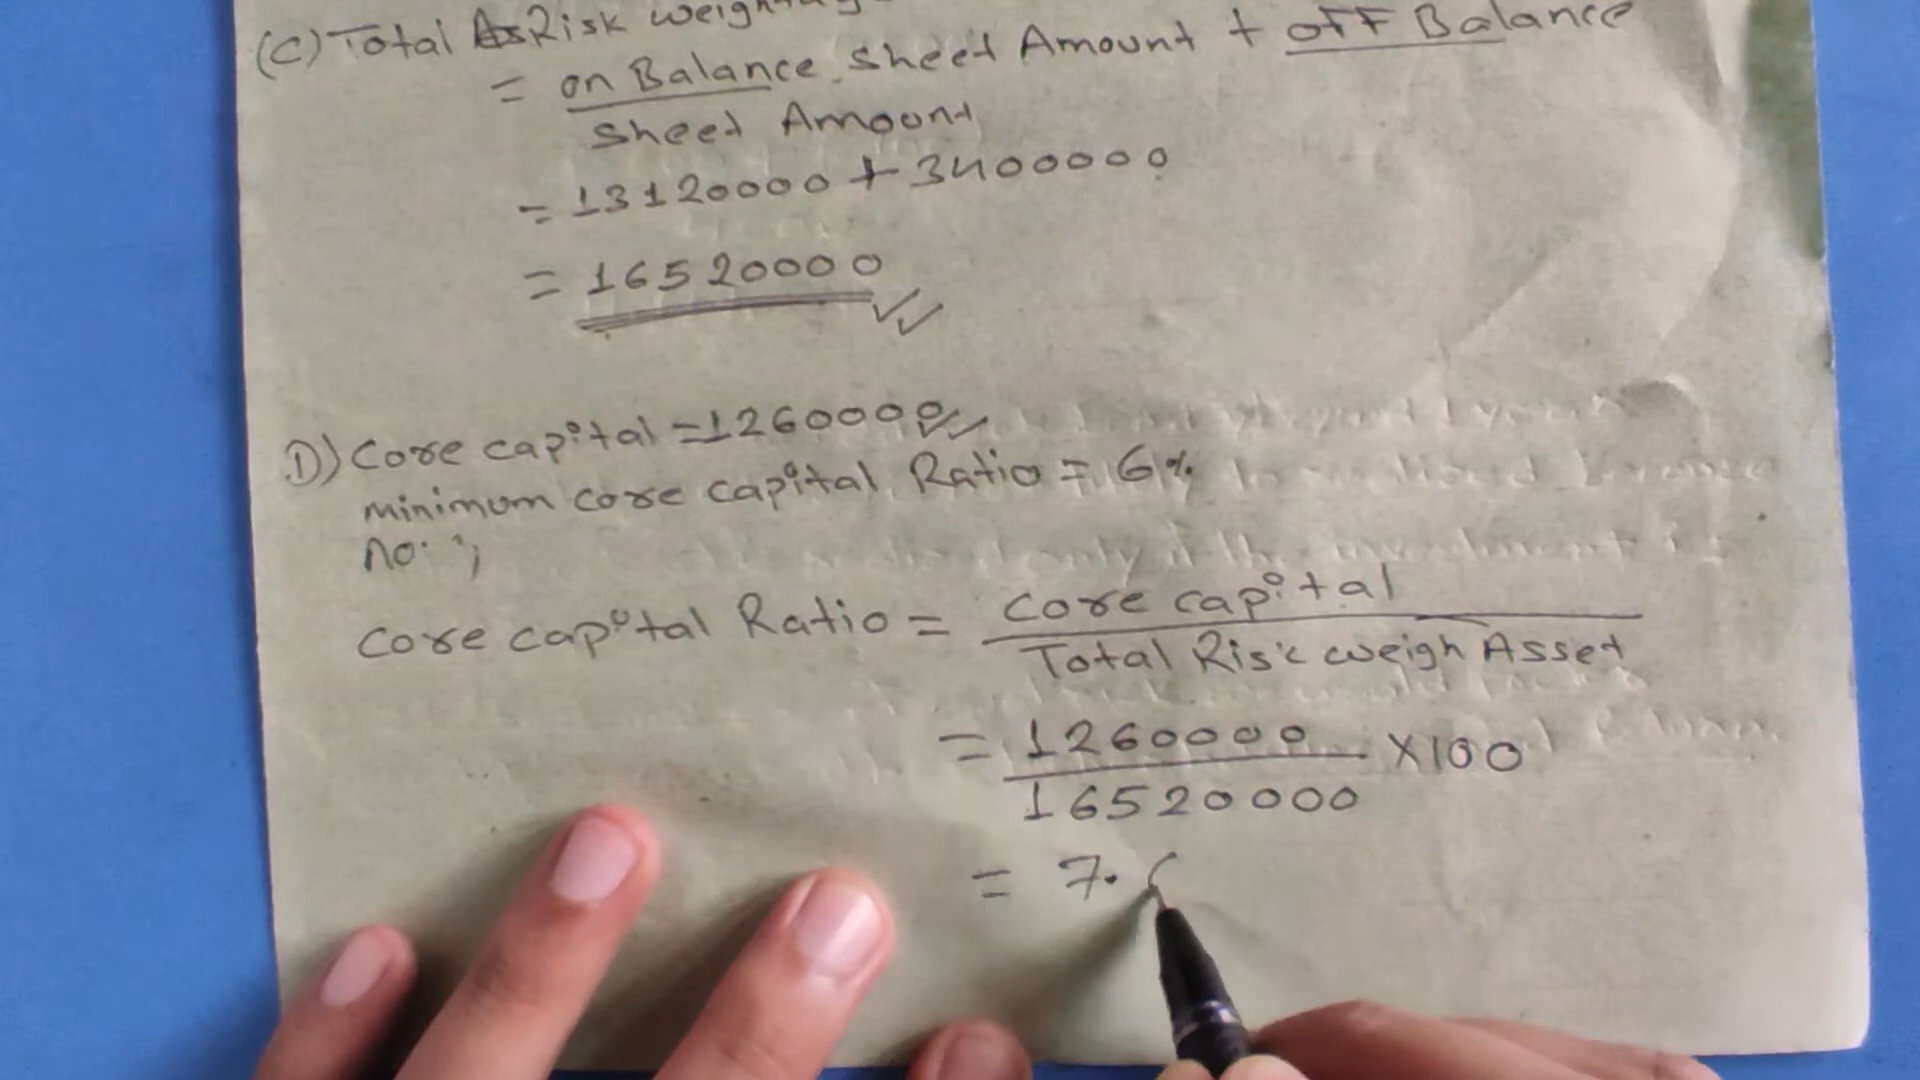 (C) Total Risk weightag
= on Balance sheet Amount + off Balance
sheet Amount
= 13120000 + 3400000
= 16520000
D) Core capital = 1260000
minimum core capital Ratio = 6%
no: ;
core capital Ratio = core capital
Total Risk weigh Asset
= 1260000 X100
16520000
= 7.